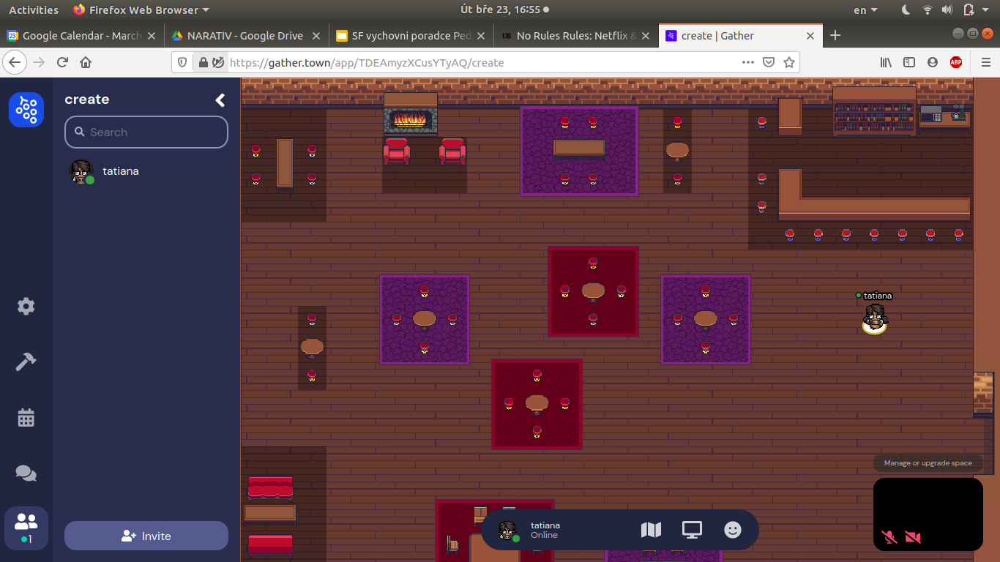 Activities Firefox Web Browser Út bře 23, 16:55 en
23 Google Calendar - March NARATIV - Google Drive SF vychovni poradce Ped UB No Rules Rules: Netflix & create | Gather
https://gather.town/app/TDEAmyzXCusYTyAQ/create ABP
create
Search
tatiana
tatiana
Manage or upgrade space
tatiana
Online
1
Invite